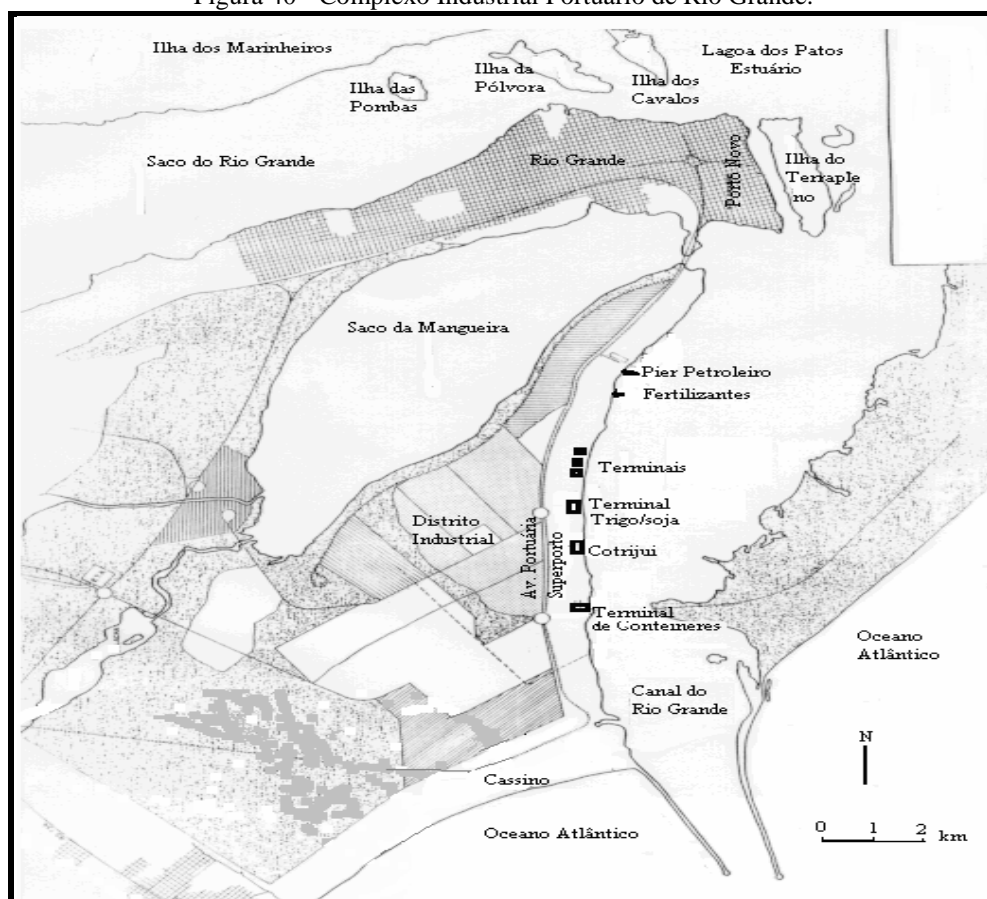 Figura 40 - Complexo Industrial Portuário de Rio Grande.
Ilha dos Marinheiros
Ilha da
Pólvora
Lagoa dos Patos
Estuário
Ilha das
Pombas
Ilha dos
Cavalos
Saco do Rio Grande
Rio Grande
Porto Novo
Ilha do
Terraple
no
Saco da Mangueira
Pier Petroleiro
Fertilizantes
Terminais
Terminal
Trigo/soja
Distrito
Industrial
Av. Portuária
Superporto
Cotrijui
Terminal
de Conteineres
Oceano
Atlântico
Canal do
Rio Grande
N
Cassino
Oceano Atlântico
0 1 2 km